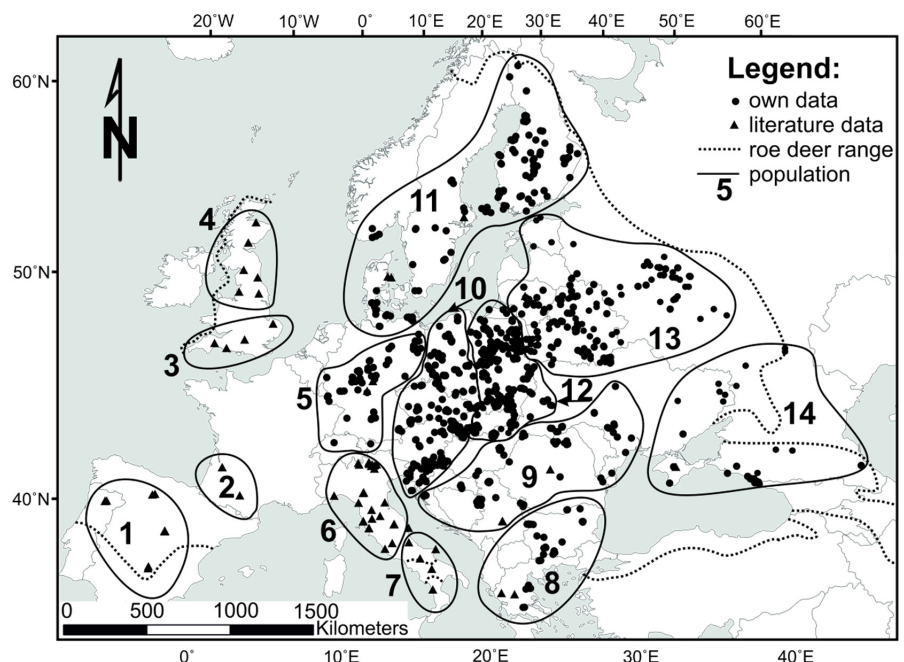 20°W 10°W 0° 10°E 20°E 30°E 40°E 50°E 60°E
60°N
50°N
40°N
N
Legend:
own data
literature data
roe deer range
5 population
4
11
10
3
13
5
12
14
9
2
1
6
7
8
0 500 1000 1500
Kilometers
0° 10°E 20°E 30°E 40°E